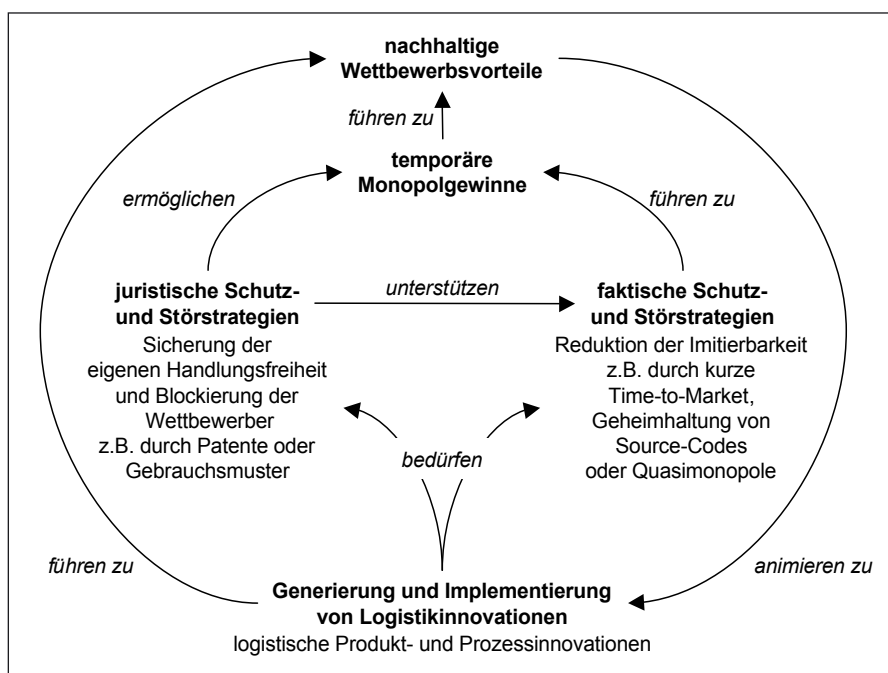 nachhaltige
Wettbewerbsvorteile
führen zu
temporäre
Monopolgewinne
ermöglichen
führen zu
juristische Schutz-
und Störstrategien
Sicherung der
eigenen Handlungsfreiheit
und Blockierung der
Wettbewerber
z.B. durch Patente oder
Gebrauchsmuster
unterstützen
faktische Schutz-
und Störstrategien
Reduktion der Imitierbarkeit
z.B. durch kurze
Time-to-Market,
Geheimhaltung von
Source-Codes
oder Quasimonopole
bedürfen
führen zu
animieren zu
Generierung und Implementierung
von Logistikinnovationen
logistische Produkt- und Prozessinnovationen